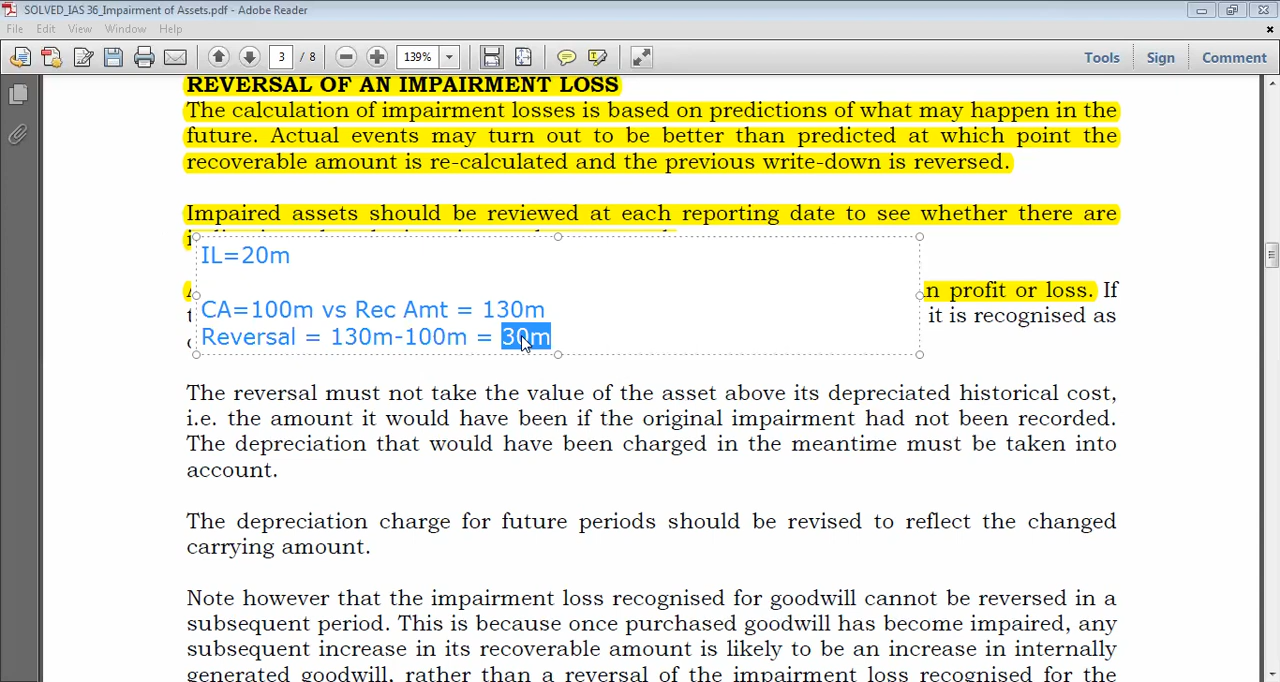 SOLVED_IAS 36_Impairment of Assets.pdf - Adobe Reader
File Edit View Window Help
3 / 8 139% Tools Sign Comment
REVERSAL OF AN IMPAIRMENT LOSS
The calculation of impairment losses is based on predictions of what may happen in the
future. Actual events may turn out to be better than predicted at which point the
recoverable amount is re-calculated and the previous write-down is reversed.
Impaired assets should be reviewed at each reporting date to see whether there are
IL=20m
n profit or loss. If
CA=100m vs Rec Amt = 130m
it is recognised as
Reversal = 130m-100m = 30m
The reversal must not take the value of the asset above its depreciated historical cost,
i.e. the amount it would have been if the original impairment had not been recorded.
The depreciation that would have been charged in the meantime must be taken into
account.
The depreciation charge for future periods should be revised to reflect the changed
carrying amount.
Note however that the impairment loss recognised for goodwill cannot be reversed in a
subsequent period. This is because once purchased goodwill has become impaired, any
subsequent increase in its recoverable amount is likely to be an increase in internally
generated goodwill, rather than a reversal of the impairment loss recognised for the